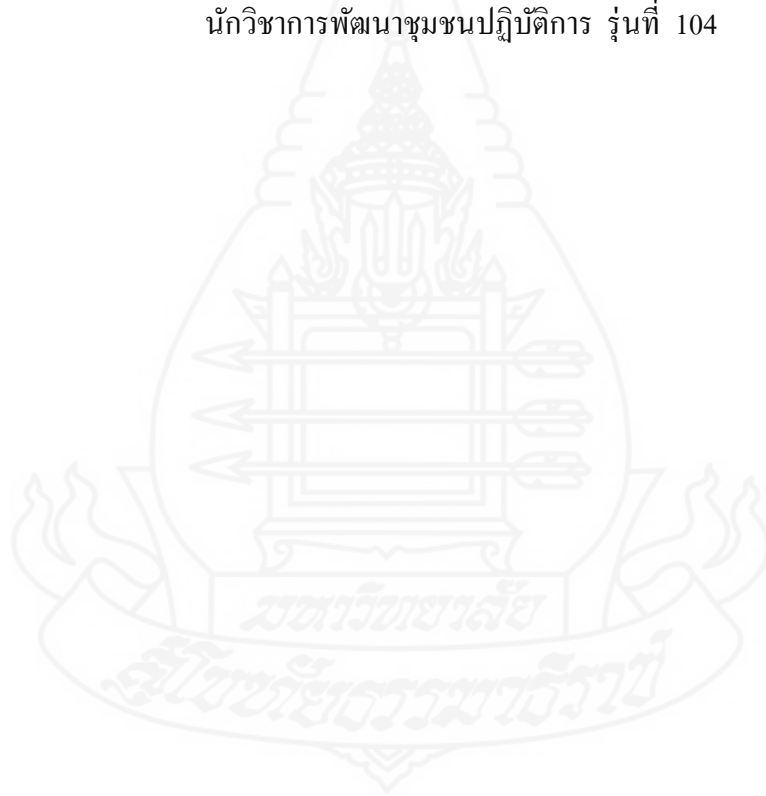 นักวิชาการพัฒนาชุมชนปฏิบัติการ รุ่นที่ 104
มหาวิทยาลัย
สุโขทัยธรรมาธิราช